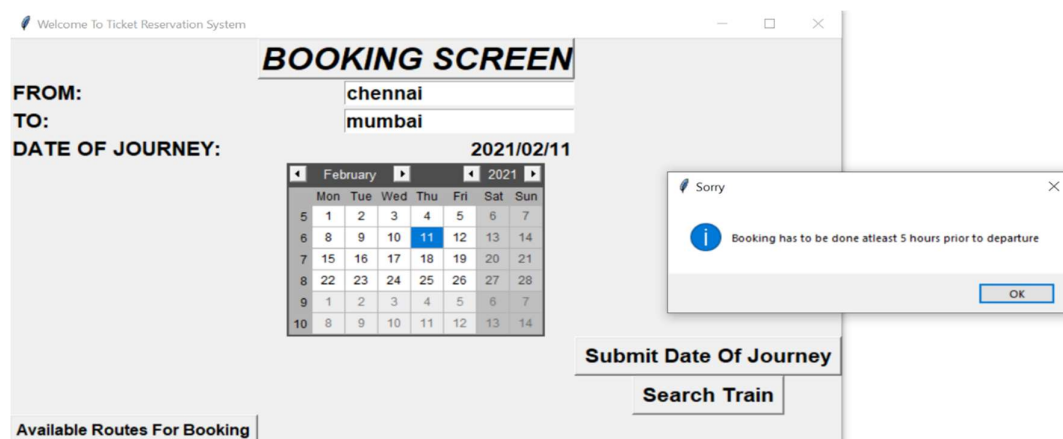 Welcome To Ticket Reservation System
BOOKING SCREEN
FROM: chennai
TO: mumbai
DATE OF JOURNEY: 2021/02/11
February 2021
Mon Tue Wed Thu Fri Sat Sun
5 1 2 3 4 5 6 7
6 8 9 10 11 12 13 14
7 15 16 17 18 19 20 21
8 22 23 24 25 26 27 28
9 1 2 3 4 5 6 7
10 8 9 10 11 12 13 14
Sorry
Booking has to be done atleast 5 hours prior to departure
OK
Submit Date Of Journey
Search Train
Available Routes For Booking